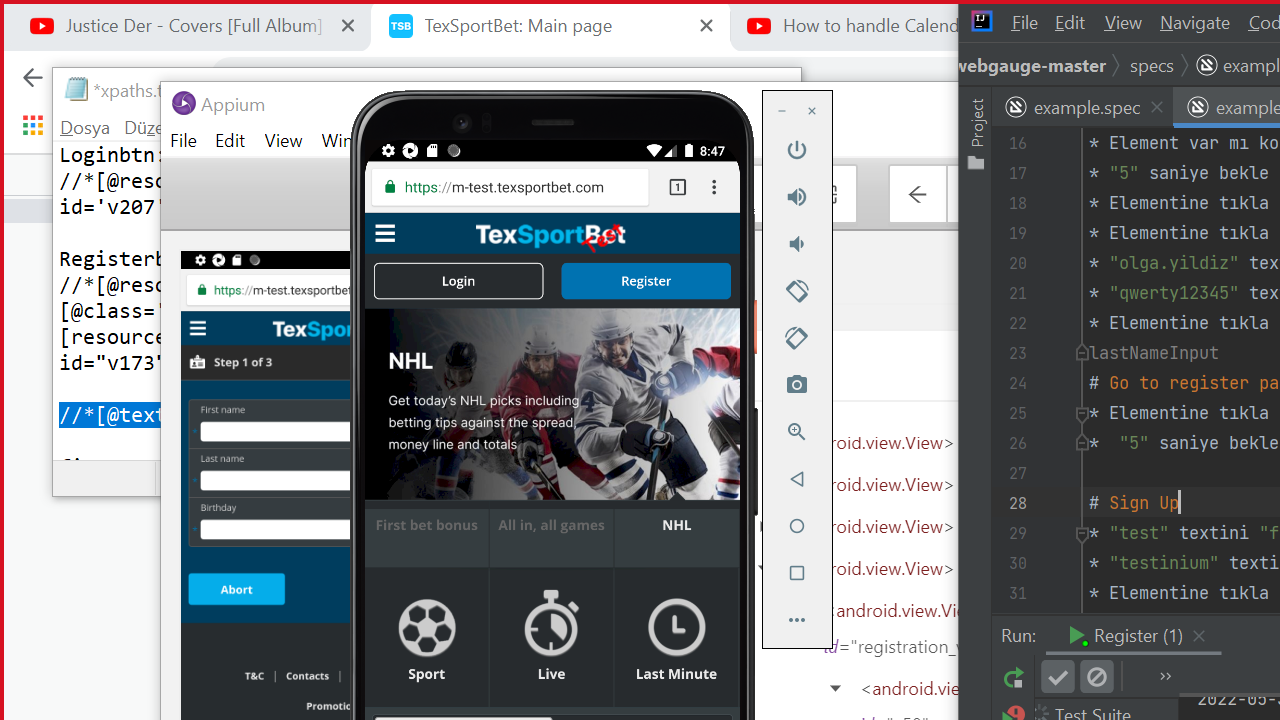 Justice Der - Covers [Full Album]
TSB TexSportBet: Main page
How to handle Calend
*xpaths.t
Dosya Düze
Loginbtn:
//*[@reso
id='v207'
Registerb
//*[@reso
[@class='
[resource
id="v173"
//*[@text
Appium
File Edit View Win
https://m-test.texsportbet
TexSpor
Step 1 of 3
First name
Last name
Birthday
Abort
T&C | Contacts |
Promotio
8:47
https://m-test.texsportbet.com
1
TexSportBet
Test
Login
Register
NHL
Get today's NHL picks including
betting tips against the spread,
money line and totals
First bet bonus
All in, all games
NHL
Sport
Live
Last Minute
droid.view.View>
droid.view.View>
droid.view.View>
droid.view.View>
<android.view.Vie
id="registration_v
<android.vie
File Edit View Navigate Cod
webgauge-master specs exampl
Project
example.spec
example
16 * Element var mı ko
17 * "5" saniye bekle
18 * Elementine tıkla
19 * Elementine tıkla
20 * "olga.yildiz" tex
21 * "qwerty12345" text
22 * Elementine tıkla
23 lastNameInput
24 # Go to register pa
25 * Elementine tıkla
26 * "5" saniye bekle
27
28 # Sign Up
29 * "test" textini "f
30 * "testinium" texti
31 * Elementine tıkla
Run: Register (1)
Test Suite
2022-05-